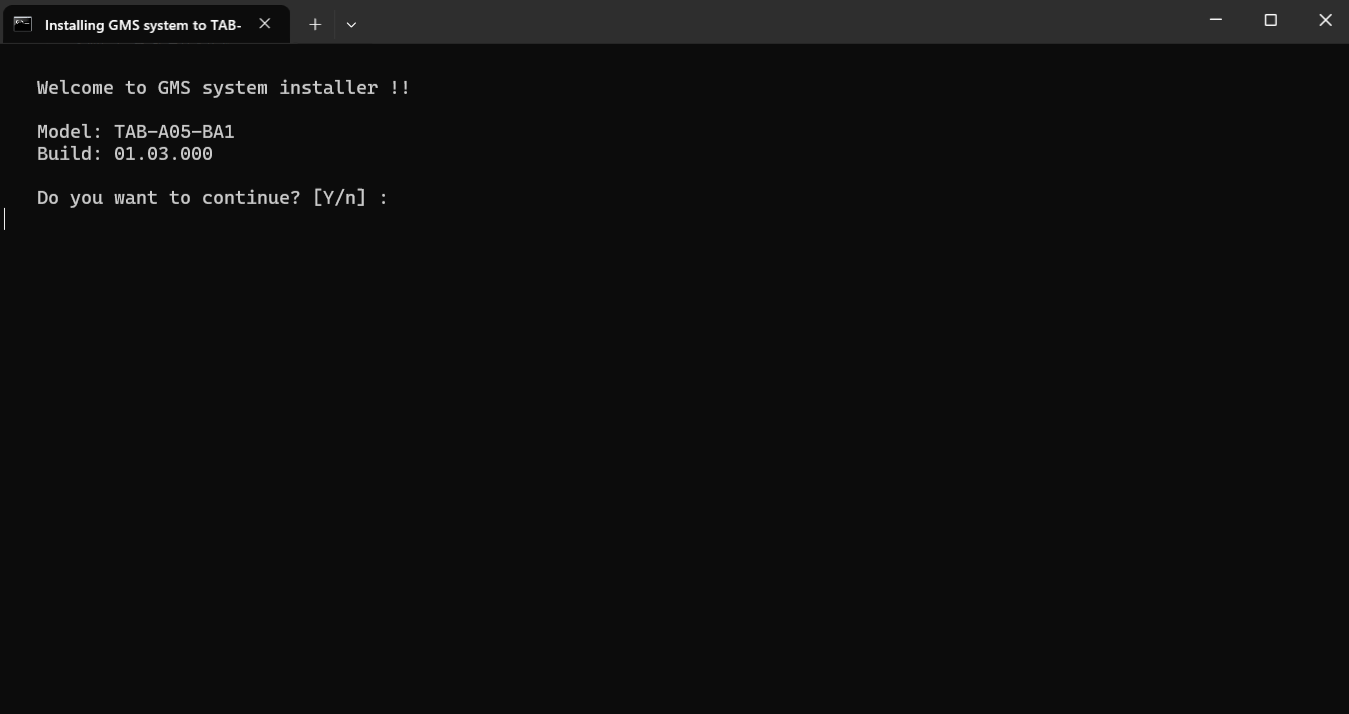 Installing GMS system to TAB-
Welcome to GMS system installer !!
Model: TAB-A05-BA1
Build: 01.03.000
Do you want to continue? [Y/n] :